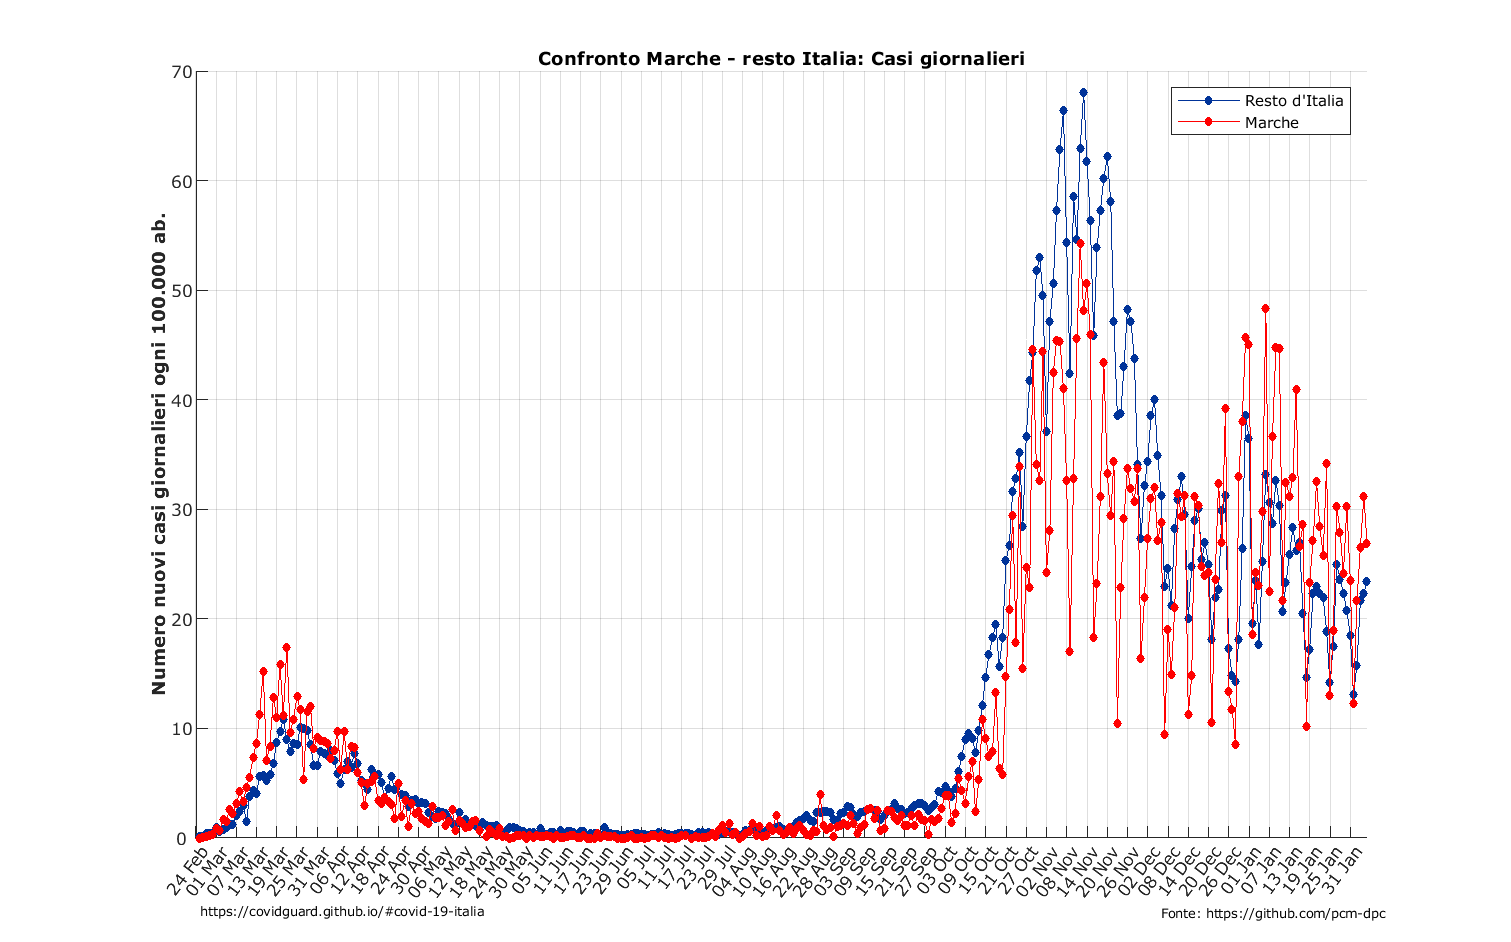 Confronto Marche - resto Italia: Casi giornalieri
Numero nuovi casi giornalieri ogni 100.000 ab.
70
60
50
40
30
20
10
0
Resto d'Italia
Marche
24 Feb
01 Mar
07 Mar
13 Mar
19 Mar
25 Mar
31 Mar
06 Apr
12 Apr
18 Apr
24 Apr
30 Apr
06 May
12 May
18 May
24 May
30 May
05 Jun
11 Jun
17 Jun
23 Jun
29 Jun
05 Jul
11 Jul
17 Jul
23 Jul
29 Jul
04 Aug
10 Aug
16 Aug
22 Aug
28 Aug
03 Sep
09 Sep
15 Sep
21 Sep
27 Sep
03 Oct
09 Oct
15 Oct
21 Oct
27 Oct
02 Nov
08 Nov
14 Nov
20 Nov
26 Nov
02 Dec
08 Dec
14 Dec
20 Dec
26 Dec
01 Jan
07 Jan
13 Jan
19 Jan
25 Jan
31 Jan
https://covidguard.github.io/#covid-19-italia
Fonte: https://github.com/pcm-dpc